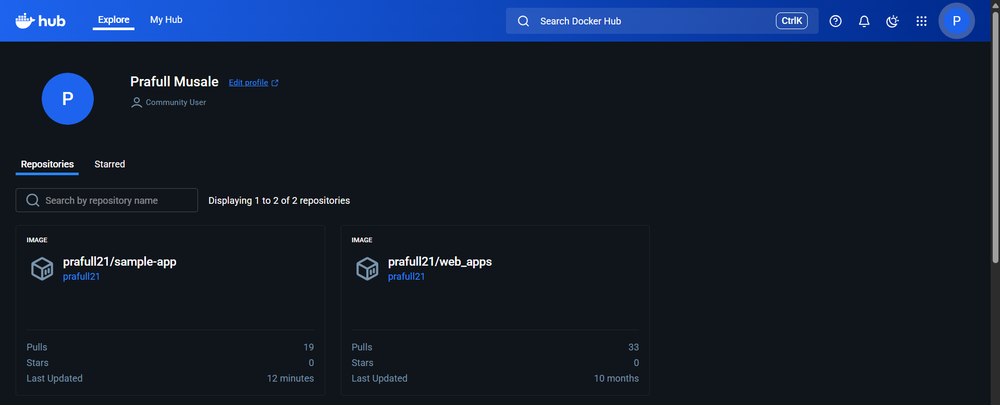 hub
Explore
My Hub
Search Docker Hub
CtrlK
P
P
Prafull Musale
Edit profile
Community User
Repositories
Starred
Search by repository name
Displaying 1 to 2 of 2 repositories
IMAGE
prafull21/sample-app
prafull21
Pulls 19
Stars 0
Last Updated 12 minutes
IMAGE
prafull21/web_apps
prafull21
Pulls 33
Stars 0
Last Updated 10 months